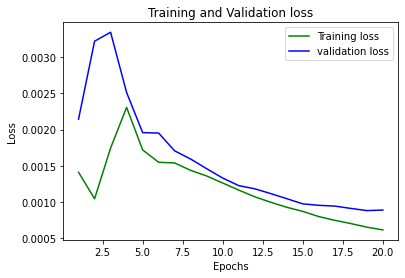 Training and Validation loss
Training loss
validation loss
0.0030
0.0025
0.0020
0.0015
0.0010
0.0005
Loss
2.5 5.0 7.5 10.0 12.5 15.0 17.5 20.0
Epochs